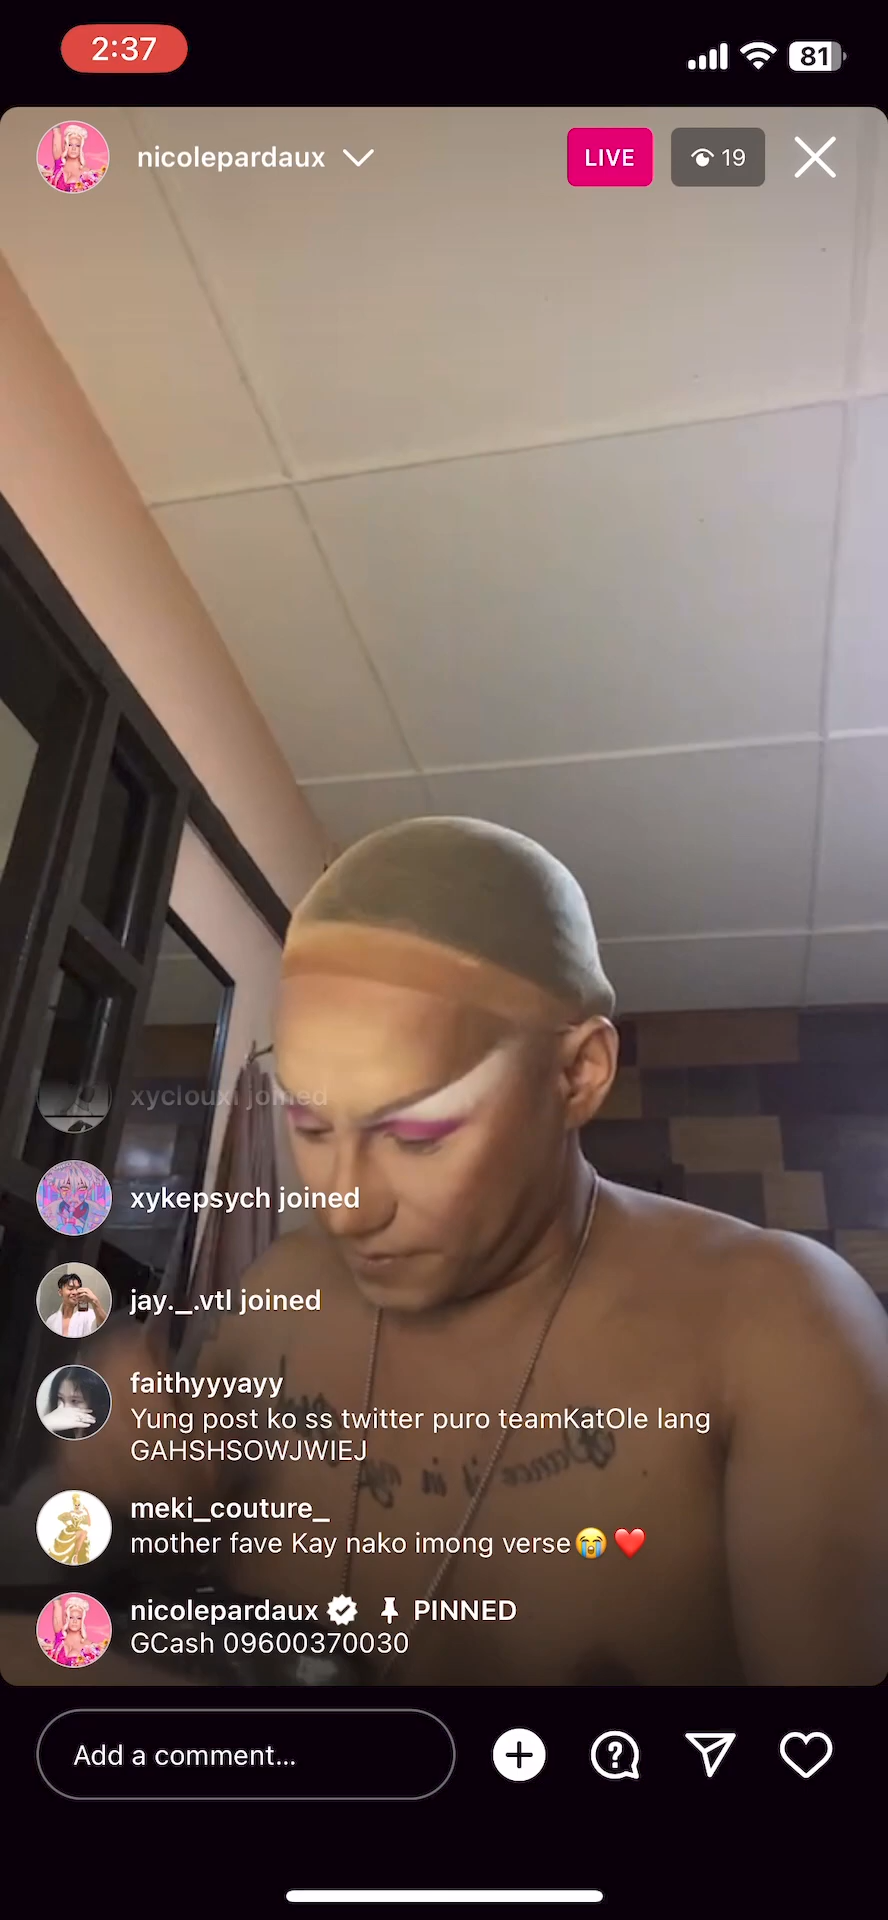 2:37
81
nicolepardaux
LIVE
19
xyclouxi joined
xykepsych joined
jay._.vtl joined
faithyyyayy
Yung post ko ss twitter puro teamKatOle lang
GAHSHSOWJWIEJ
meki_couture_
mother fave Kay nako imong verse😭❤️
nicolepardaux PINNED
GCash 09600370030
Add a comment...